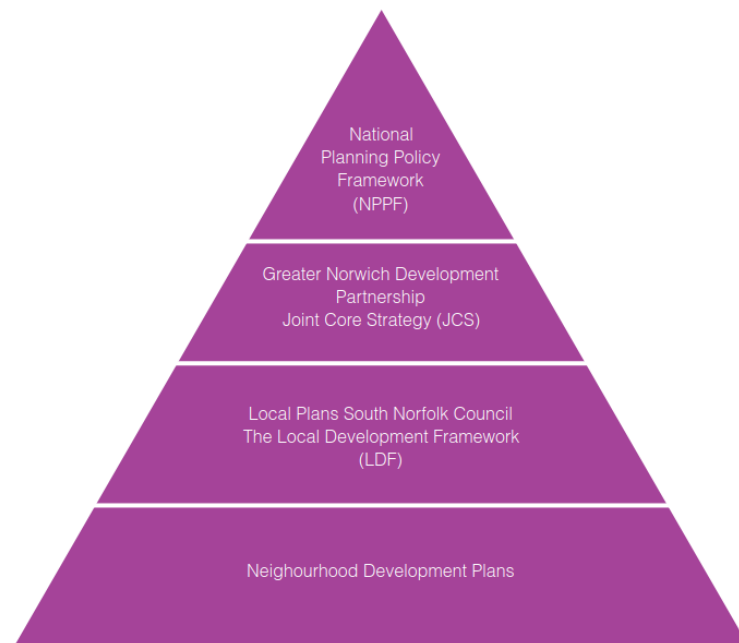 National
Planning Policy
Framework
(NPPF)
Greater Norwich Development
Partnership
Joint Core Strategy (JCS)
Local Plans South Norfolk Council
The Local Development Framework
(LDF)
Neighourhood Development Plans